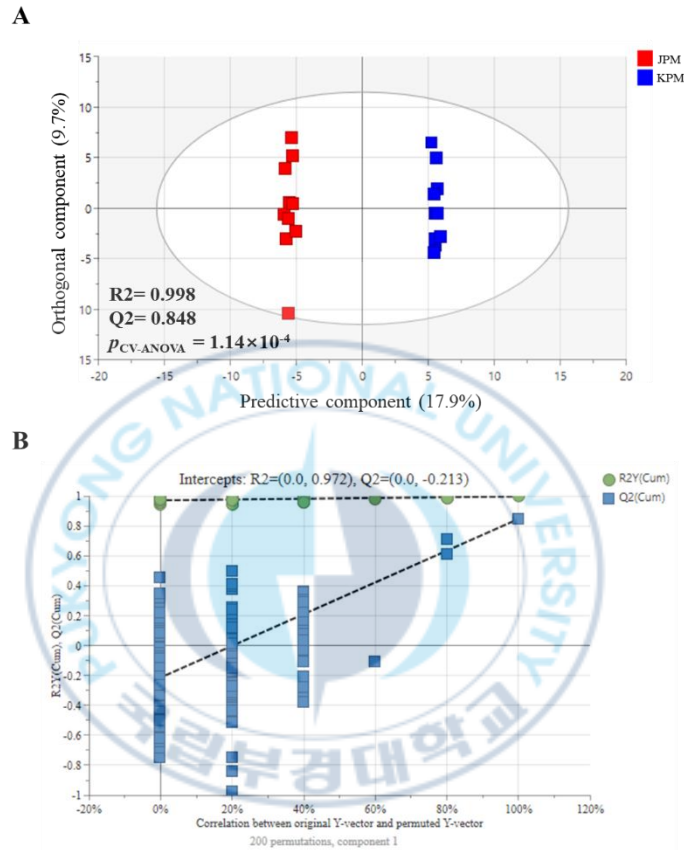 A
JPM
KPM
15
10
5
0
-5
10
15
-20
-15
-10
-5
0
5
10
15
20
Orthogonal component (9.7%)
R2= 0.998
Q2= 0.848
pCV-ANOVA = 1.14×10-4
Predictive component (17.9%)
B
Intercepts: R2=(0.0, 0.972), Q2=(0.0, -0.213)
R2Y(Cum)
Q2(Cum)
1
0.8
0.6
0.4
0.2
0
-0.2
-0.4
-0.6
-0.8
-1
-20%
0%
20%
40%
60%
80%
100%
120%
R2Y(Cum), Q2(Cum)
Correlation between original Y-vector and permuted Y-vector
200 permutations, component 1
PUKYONG NATIONAL UNIVERSITY
국립부경대학교